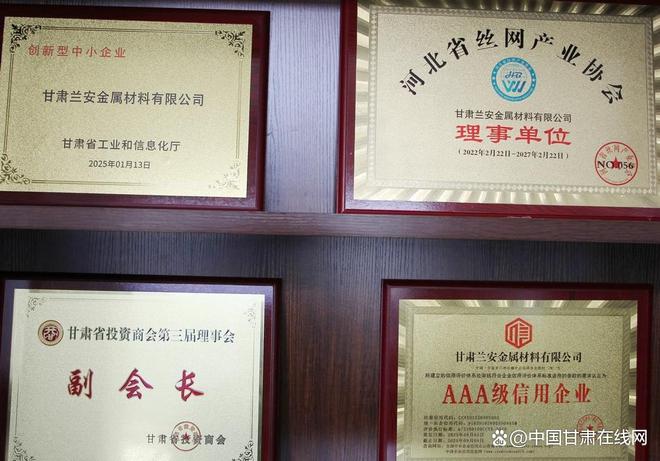 创新型中小企业
甘肃兰安金属材料有限公司
甘肃省工业和信息化厅
2025年01月13日
河北省丝网产业协会
甘肃兰安金属材料有限公司
理事单位
(2022年2月22日-2027年2月22日)
NO:056
甘肃省投资商会第三届理事会
副会长
甘肃省投资商会
甘肃兰安金属材料有限公司
AAA级信用企业
@中国甘肃在线网